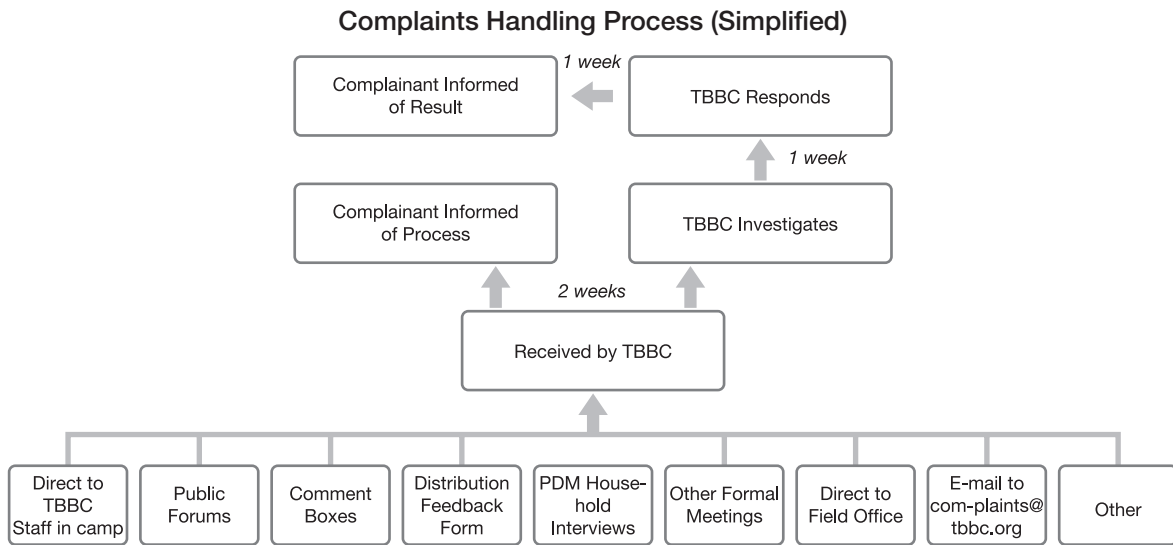 Complaints Handling Process (Simplified)
1 week
Complainant Informed
of Result
TBBC Responds
1 week
Complainant Informed
of Process
TBBC Investigates
2 weeks
Received by TBBC
Direct to
TBBC
Staff in camp
Public
Forums
Comment
Boxes
Distribution
Feedback
Form
PDM House-
hold
Interviews
Other Formal
Meetings
Direct to
Field Office
E-mail to
com-plaints@
tbbc.org
Other